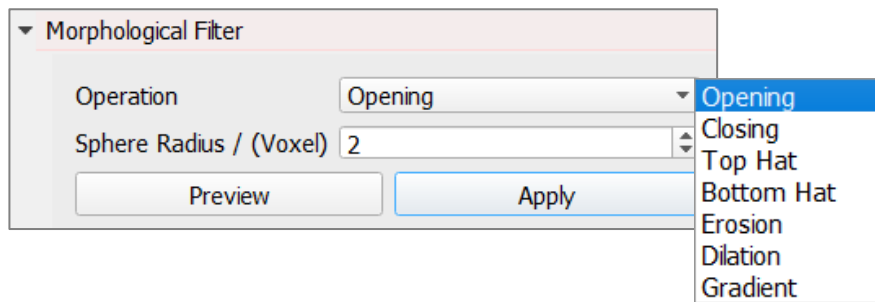 Morphological Filter
Operation
Opening
Sphere Radius / (Voxel)
2
Preview
Apply
Opening
Closing
Top Hat
Bottom Hat
Erosion
Dilation
Gradient